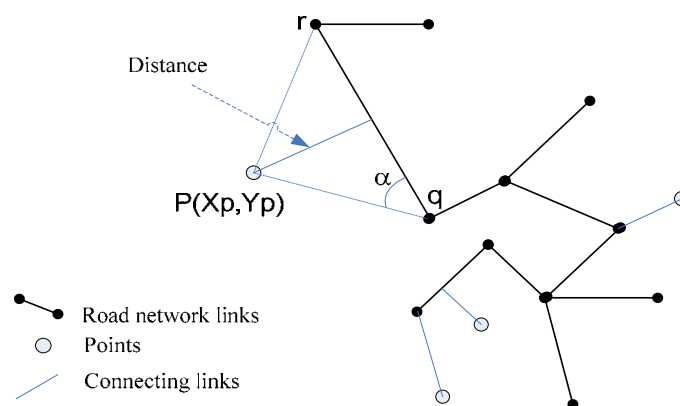 r
Distance
α
q
P(Xp,Yp)
Road network links
Points
Connecting links